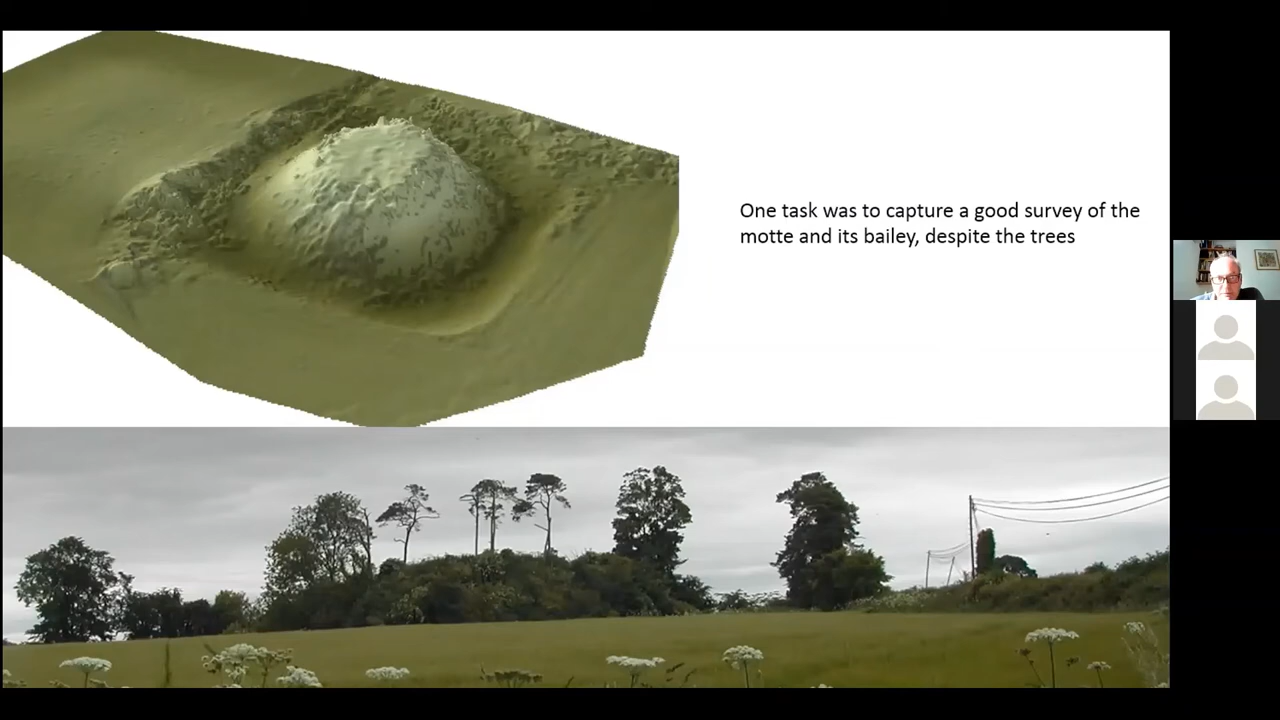 One task was to capture a good survey of the
motte and its bailey, despite the trees